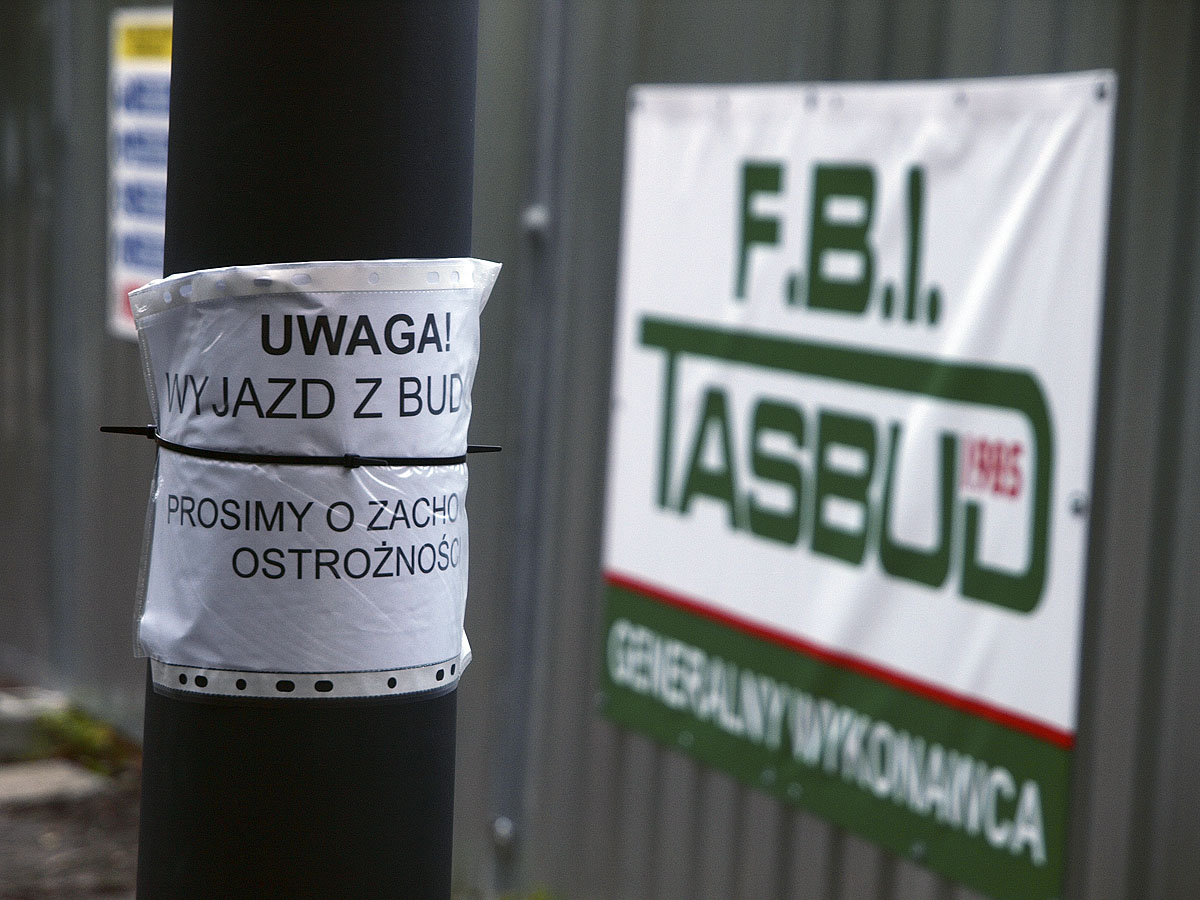 UWAGA!
WYJAZD Z BUD
PROSIMY O ZACHO
OSTROŻNOŚCI
F.B.I.
TASBUD
1985
GENERALNY WYKONAWCA